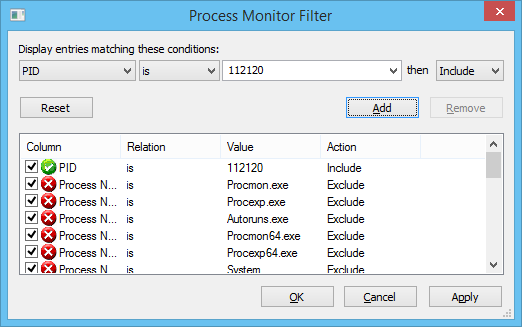 Process Monitor Filter
Display entries matching these conditions:
PID is 112120 then Include
Reset Add Remove
Column Relation Value Action
PID is 112120 Include
Process N... is Procmon.exe Exclude
Process N... is Procexp.exe Exclude
Process N... is Autoruns.exe Exclude
Process N... is Procmon64.exe Exclude
Process N... is Procexp64.exe Exclude
Process N... is System Exclude
OK Cancel Apply